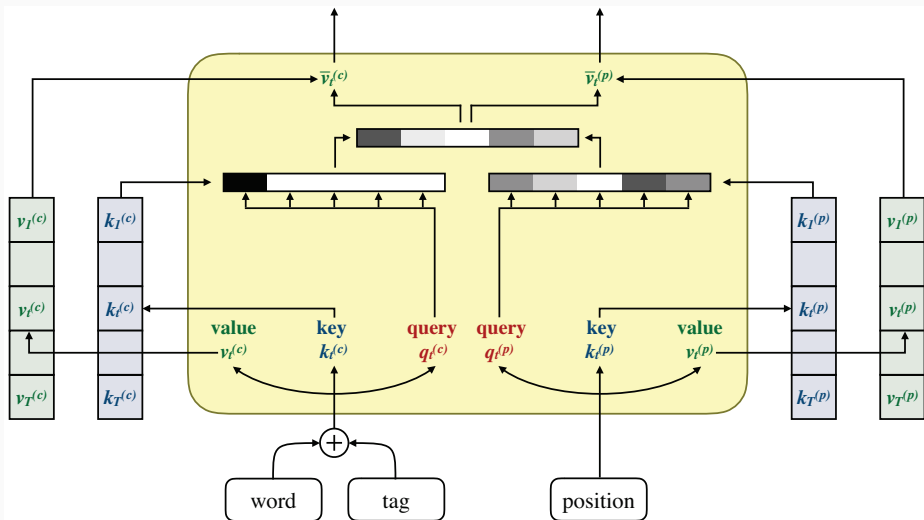 v̅t(c) v̅t(p)
v1(c) k1(c) k1(p) v1(p)
vt(c) kt(c) kt(p) vt(p)
value key query query key value
vt(c) kt(c) qt(c) qt(p) kt(p) vt(p)
vT(c) kT(c) kT(p) vT(p)
+
word tag position